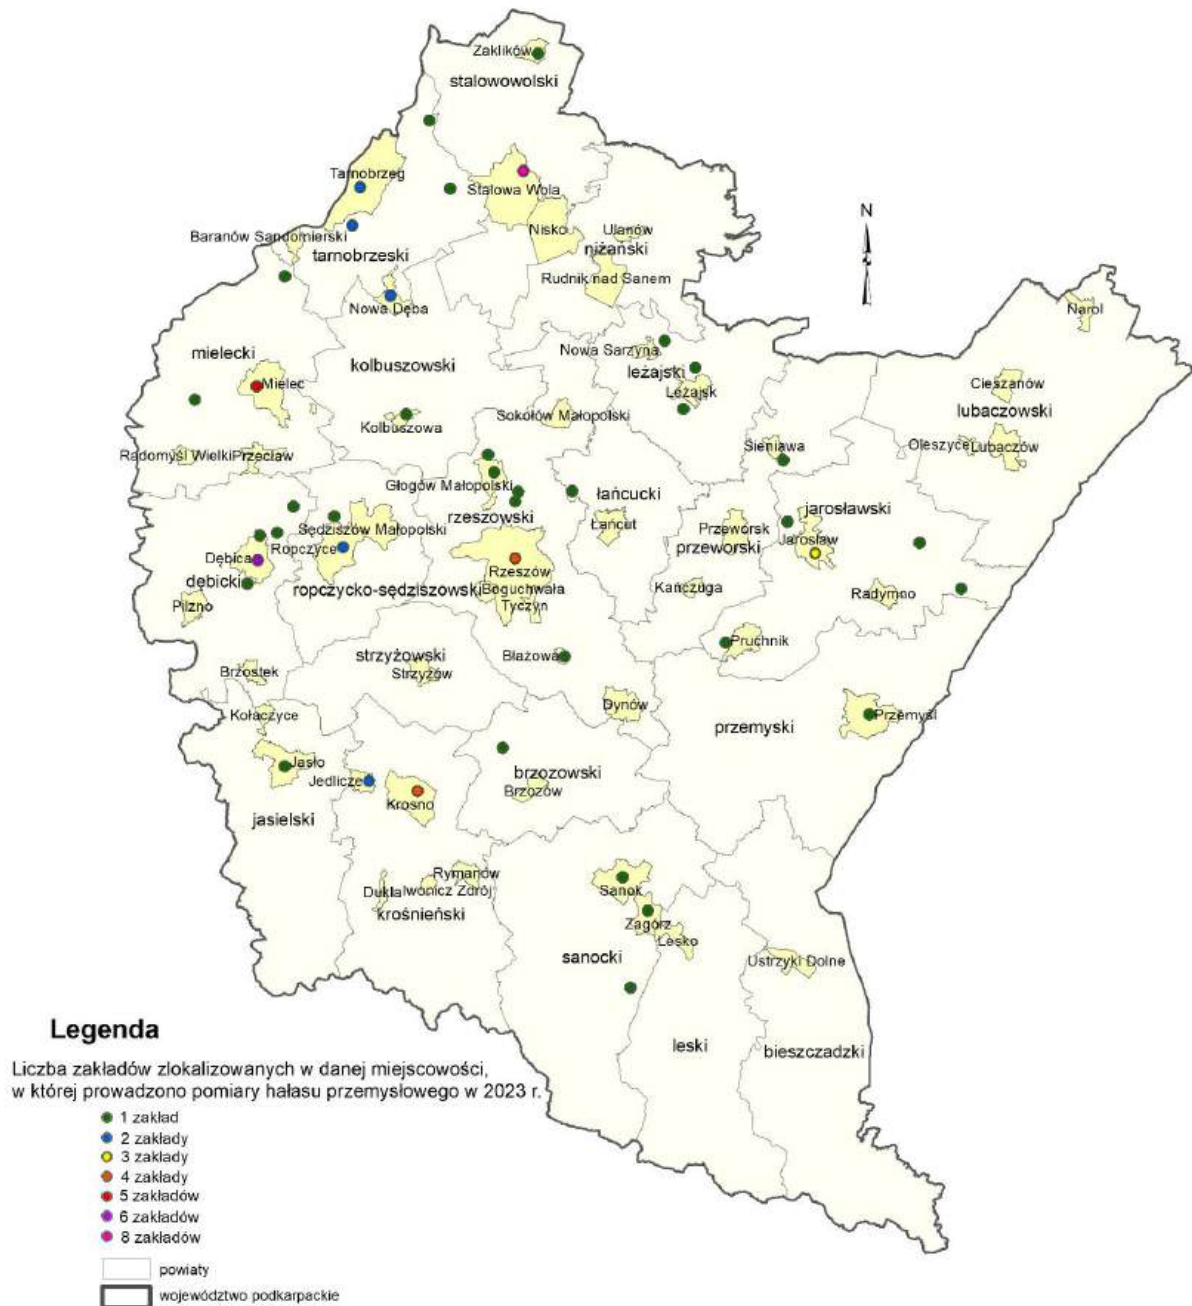 Zaklików
stalowowolski
Tarnobrzeg
Stalowa Wola
Nisko
Ulanów
Baranów Sandomierski
niżański
tarnobrzeski
Rudnik nad Sanem
Nowa Dęba
N
Narol
mielecki
Nowa Sarzyna
kolbuszowski
leżajski
Mielec
Leżajsk
Cieszanów
lubaczowski
Sokołów Małopolski
Kolbuszowa
Sieniawa
Oleszyce
Lubaczów
Radomyśl Wielki
Przecław
Głogów Małopolski
łańcucki
jarosławski
rzeszowski
Sędziszów Małopolski
Łańcut
Przeworsk
Jarosław
Ropczyce
przeworski
Dębica
Rzeszów
dębicki
ropczycko-sędziszowski
Boguchwała
Kańczuga
Radymno
Pilzno
Tyczyn
Pruchnik
strzyżowski
Błażowa
Strzyżów
Brzostek
Dynów
Kołaczyce
Przemyśl
przemyski
Jasło
brzozowski
Jedlicze
Brzozów
Krosno
jasielski
Rymanów
Dukla
Iwonicz Zdrój
Sanok
krośnieński
Zagórz
Lesko
sanocki
Ustrzyki Dolne
leski
bieszczadzki
Legenda
Liczba zakładów zlokalizowanych w danej miejscowości,
w której prowadzono pomiary hałasu przemysłowego w 2023 r.
1 zakład
2 zakłady
3 zakłady
4 zakłady
5 zakładów
6 zakładów
8 zakładów
powiaty
województwo podkarpackie